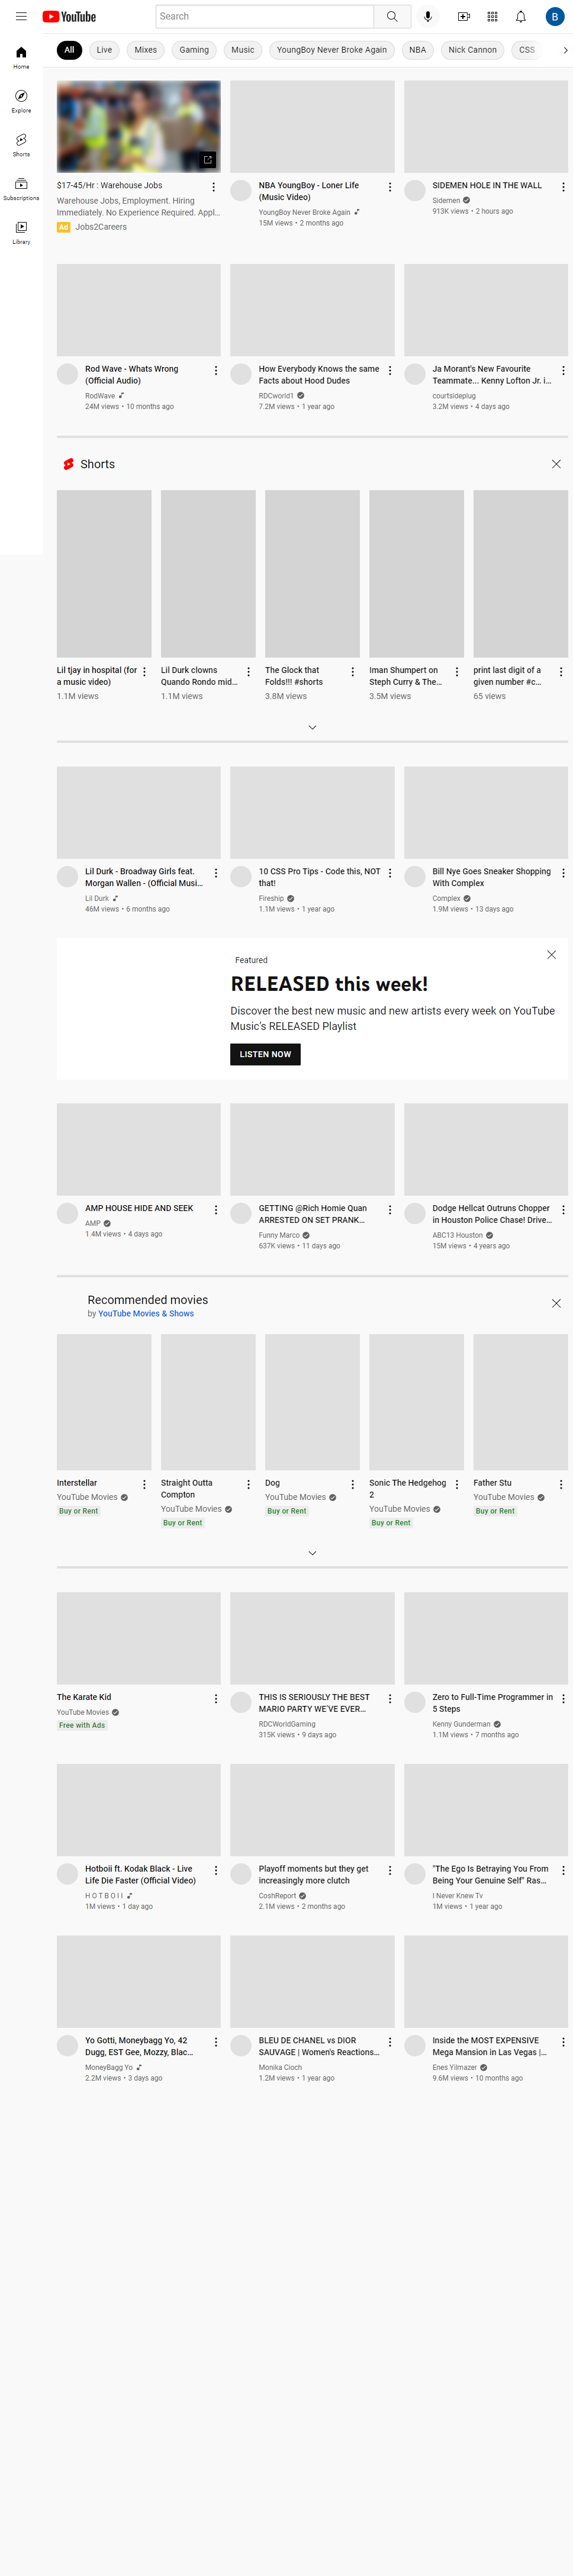 YouTube
Search
B
Home
Explore
Shorts
Subscriptions
Library
All
Live
Mixes
Gaming
Music
YoungBoy Never Broke Again
NBA
Nick Cannon
CSS
$17-45/Hr : Warehouse Jobs
Warehouse Jobs, Employment. Hiring
Immediately. No Experience Required. Appl...
Ad Jobs2Careers
NBA YoungBoy - Loner Life
(Music Video)
YoungBoy Never Broke Again
15M views • 2 months ago
SIDEMEN HOLE IN THE WALL
Sidemen
913K views • 2 hours ago
Rod Wave - Whats Wrong
(Official Audio)
RodWave
24M views • 10 months ago
How Everybody Knows the same
Facts about Hood Dudes
RDCworld1
7.2M views • 1 year ago
Ja Morant's New Favourite
Teammate... Kenny Lofton Jr. i...
courtsideplug
3.2M views • 4 days ago
Shorts
Lil tjay in hospital (for
a music video)
1.1M views
Lil Durk clowns
Quando Rondo mid...
1.1M views
The Glock that
Folds!!! #shorts
3.8M views
Iman Shumpert on
Steph Curry & The...
3.5M views
print last digit of a
given number #c...
65 views
Lil Durk - Broadway Girls feat.
Morgan Wallen - (Official Musi...
Lil Durk
46M views • 6 months ago
10 CSS Pro Tips - Code this, NOT
that!
Fireship
1.1M views • 1 year ago
Bill Nye Goes Sneaker Shopping
With Complex
Complex
1.9M views • 13 days ago
Featured
RELEASED this week!
Discover the best new music and new artists every week on YouTube
Music's RELEASED Playlist
LISTEN NOW
AMP HOUSE HIDE AND SEEK
AMP
1.4M views • 4 days ago
GETTING @Rich Homie Quan
ARRESTED ON SET PRANK...
Funny Marco
637K views • 11 days ago
Dodge Hellcat Outruns Chopper
in Houston Police Chase! Drive...
ABC13 Houston
15M views • 4 years ago
Recommended movies
by YouTube Movies & Shows
Interstellar
YouTube Movies
Buy or Rent
Straight Outta
Compton
YouTube Movies
Buy or Rent
Dog
YouTube Movies
Buy or Rent
Sonic The Hedgehog
2
YouTube Movies
Buy or Rent
Father Stu
YouTube Movies
Buy or Rent
The Karate Kid
YouTube Movies
Free with Ads
THIS IS SERIOUSLY THE BEST
MARIO PARTY WE'VE EVER...
RDCWorldGaming
315K views • 9 days ago
Zero to Full-Time Programmer in
5 Steps
Kenny Gunderman
1.1M views • 7 months ago
Hotboii ft. Kodak Black - Live
Life Die Faster (Official Video)
H O T B O I I
1M views • 1 day ago
Playoff moments but they get
increasingly more clutch
CoshReport
2.1M views • 2 months ago
"The Ego Is Betraying You From
Being Your Genuine Self" Ras...
I Never Knew Tv
1M views • 1 year ago
Yo Gotti, Moneybagg Yo, 42
Dugg, EST Gee, Mozzy, Blac...
MoneyBagg Yo
2.2M views • 3 days ago
BLEU DE CHANEL vs DIOR
SAUVAGE | Women's Reactions...
Monika Cioch
1.2M views • 1 year ago
Inside the MOST EXPENSIVE
Mega Mansion in Las Vegas |...
Enes Yilmazer
9.6M views • 10 months ago